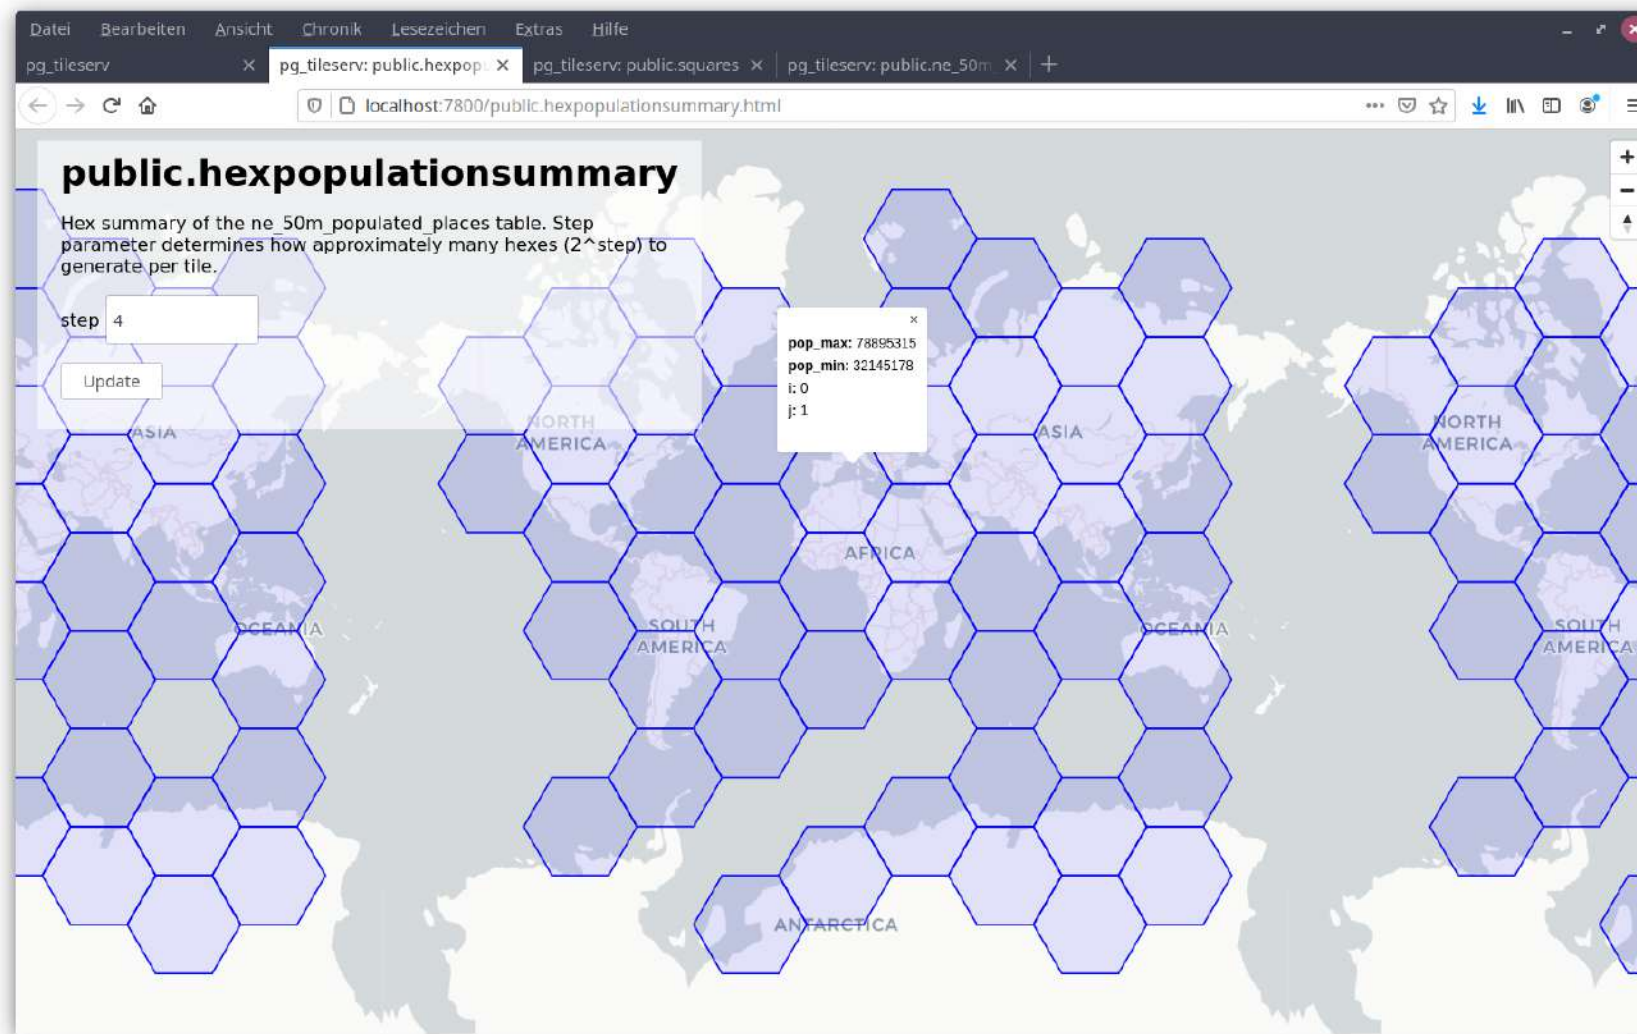 Datei Bearbeiten Ansicht Chronik Lesezeichen Extras Hilfe
pg_tileserv
pg_tileserv: public.hexpop
pg_tileserv: public.squares
pg_tileserv: public.ne_50m
localhost:7800/public.hexpopulationsummary.html
public.hexpopulationsummary
Hex summary of the ne_50m_populated_places table. Step
parameter determines how approximately many hexes (2^step) to
generate per tile.
step 4
Update
pop_max: 78895315
pop_min: 32145178
i: 0
j: 1
ASIA
NORTH
AMERICA
ASIA
NORTH
AMERICA
AFRICA
OCEANIA
SOUTH
AMERICA
OCEANIA
SOUTH
AMERICA
ANTARCTICA